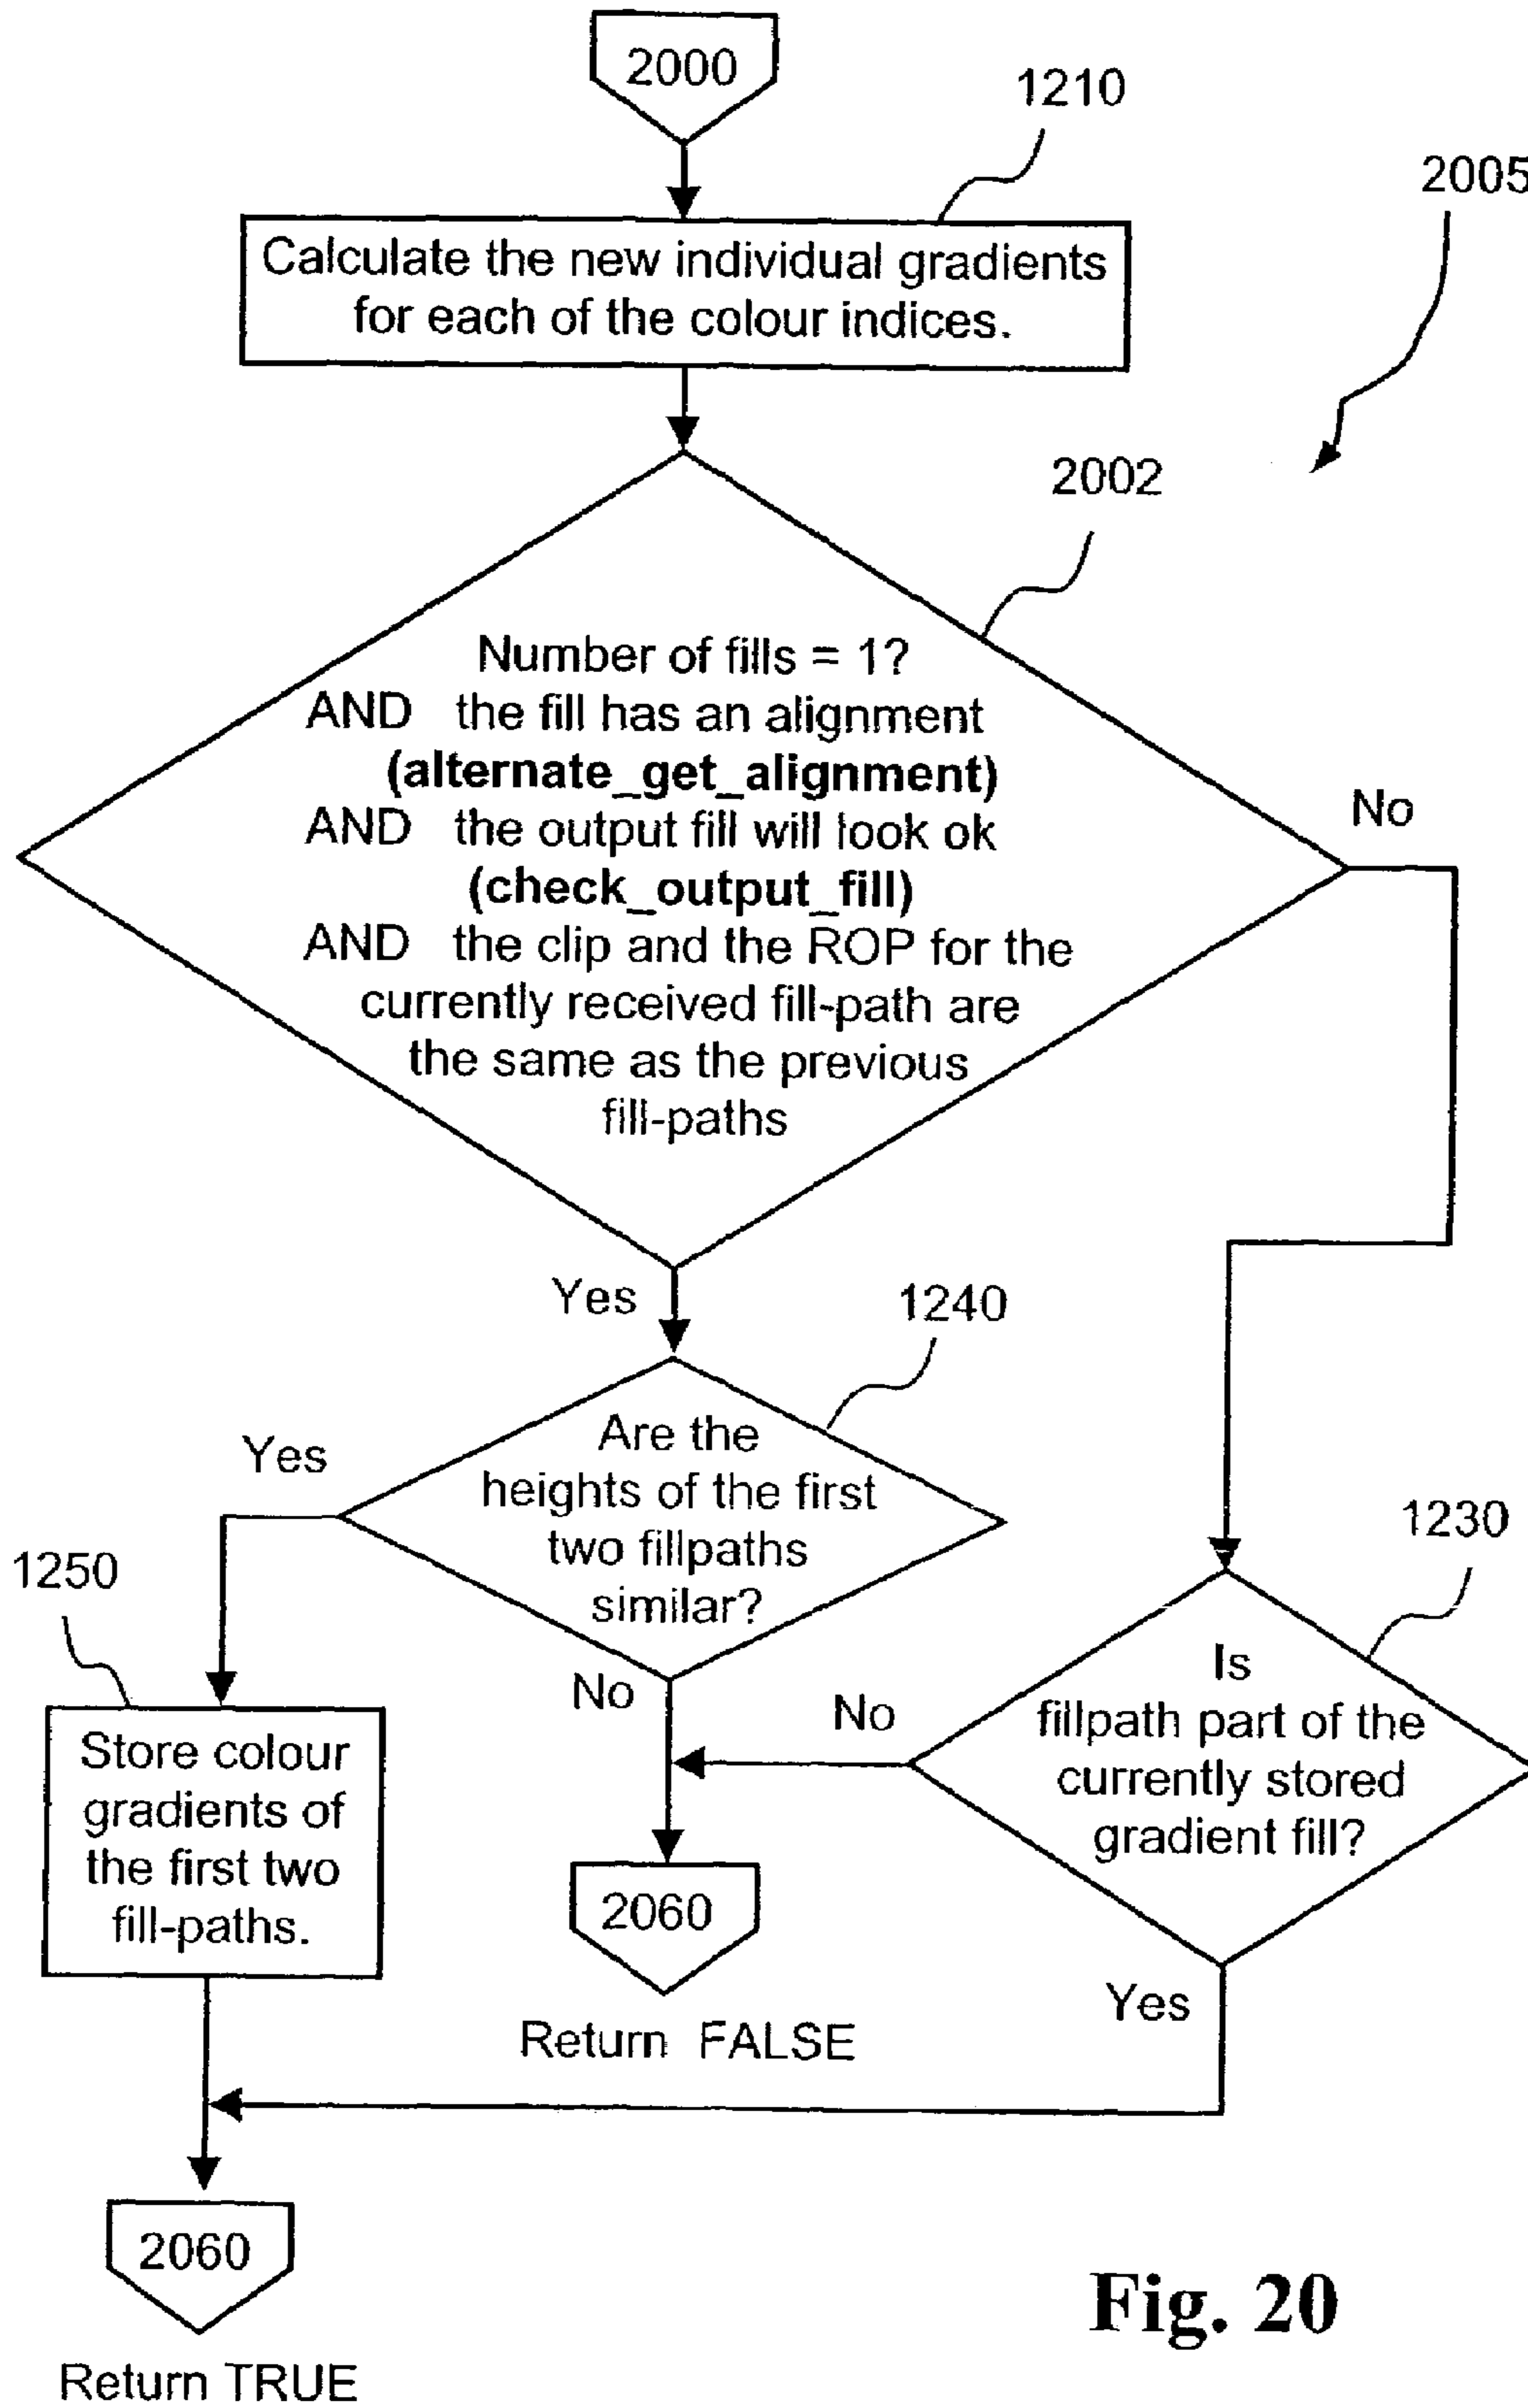 2000
1210
2005
Calculate the new individual gradients
for each of the colour indices.
2002
Number of fills = 1?
AND the fill has an alignment
(alternate_get_alignment)
AND the output fill will look ok
(check_output_fill)
AND the clip and the ROP for the
currently received fill-path are
the same as the previous
fill-paths
No
Yes
1240
Are the
heights of the first
two fillpaths
similar?
Yes
No
1250
Store colour
gradients of
the first two
fill-paths.
1230
Is
fillpath part of the
currently stored
gradient fill?
No
Yes
2060
Return FALSE
2060
Return TRUE
Fig. 20